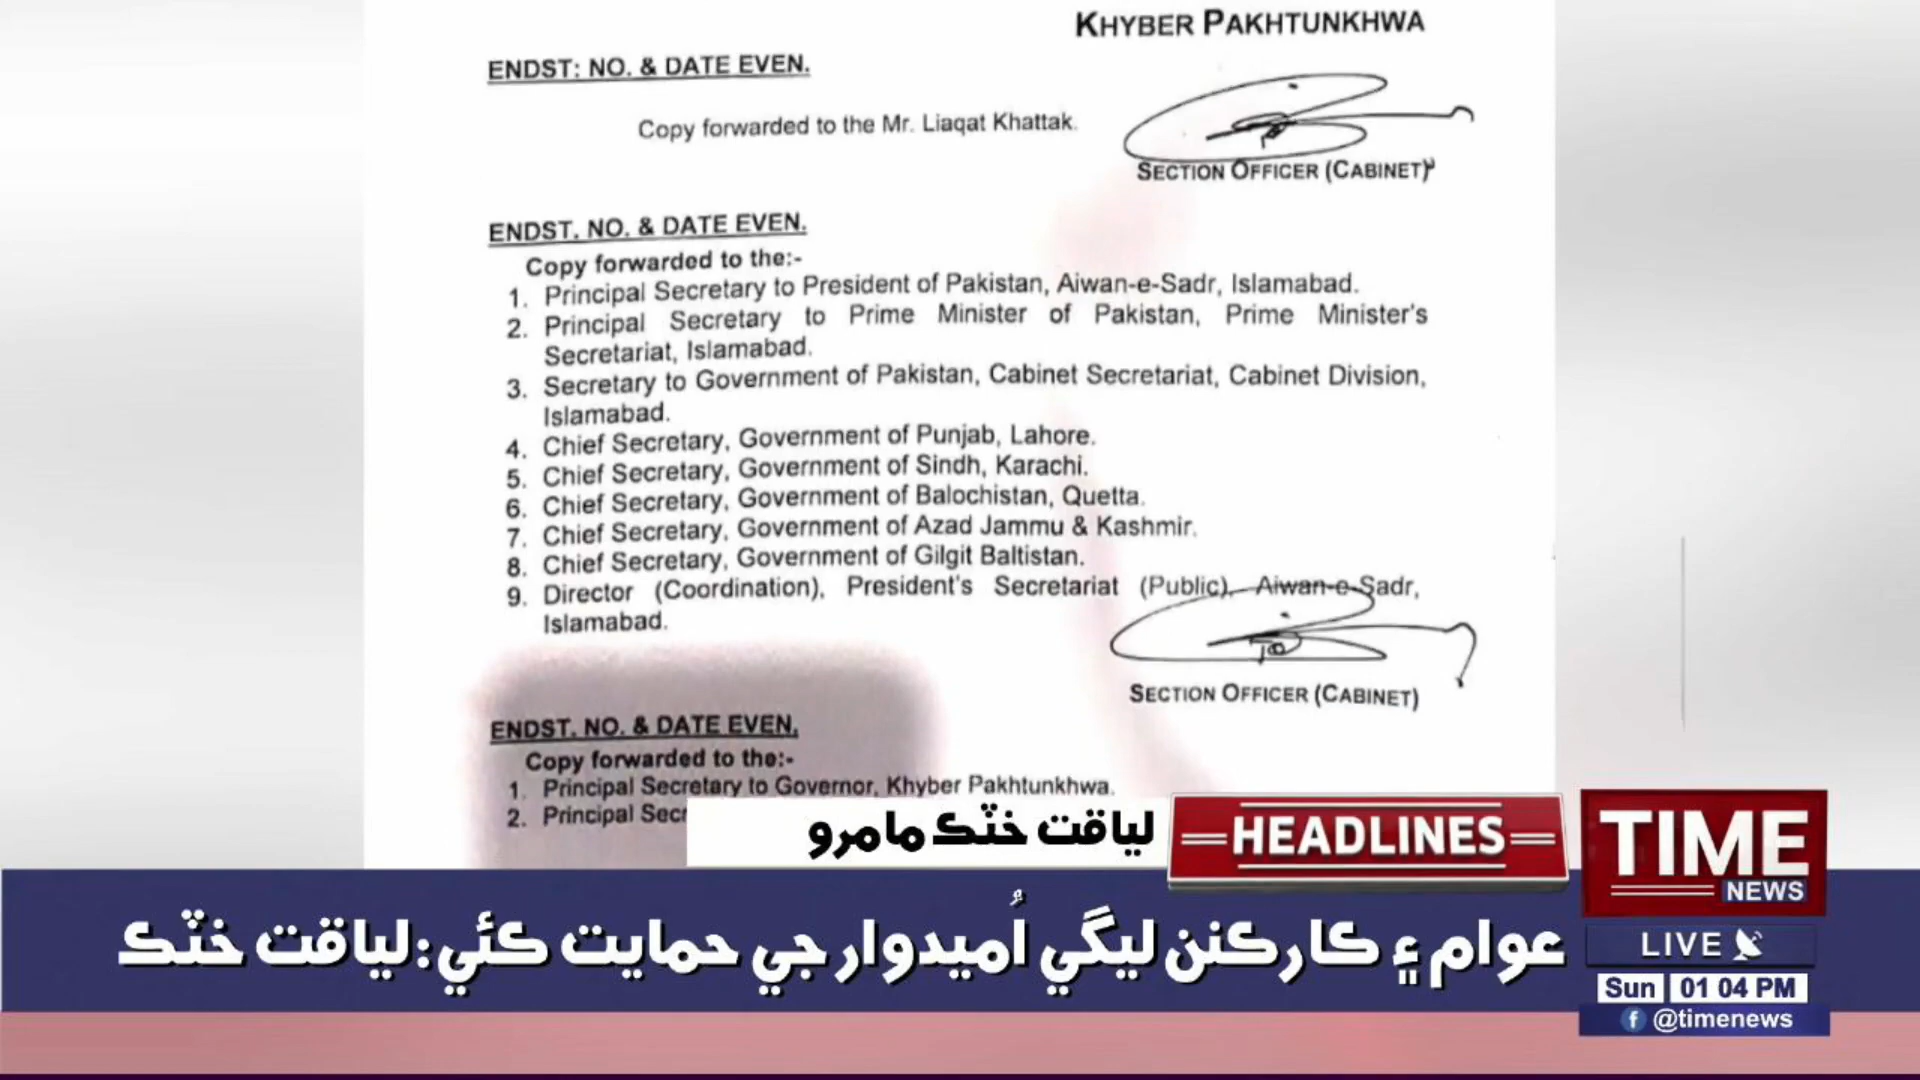 KHYBER PAKHTUNKHWA
ENDST: NO. & DATE EVEN.
Copy forwarded to the Mr. Liaqat Khattak.
SECTION OFFICER (CABINET)
ENDST. NO. & DATE EVEN.
Copy forwarded to the:-
1. Principal Secretary to President of Pakistan, Aiwan-e-Sadr, Islamabad.
2. Principal Secretary to Prime Minister of Pakistan, Prime Minister's
Secretariat, Islamabad.
3. Secretary to Government of Pakistan, Cabinet Secretariat, Cabinet Division,
Islamabad.
4. Chief Secretary, Government of Punjab, Lahore.
5. Chief Secretary, Government of Sindh, Karachi.
6. Chief Secretary, Government of Balochistan, Quetta.
7. Chief Secretary, Government of Azad Jammu & Kashmir.
8. Chief Secretary, Government of Gilgit Baltistan.
9. Director (Coordination), President's Secretariat (Public), Aiwan-e-Sadr,
Islamabad.
SECTION OFFICER (CABINET)
ENDST. NO. & DATE EVEN.
Copy forwarded to the:-
1. Principal Secretary to Governor, Khyber Pakhtunkhwa.
2. Principal Secr
لياقت خٽڪ مامرو
HEADLINES
TIME
NEWS
عوام ۽ ڪارڪنن ليگي اُميدوار جي حمايت ڪئي: لياقت خٽڪ
LIVE
Sun 01 04 PM
@timenews